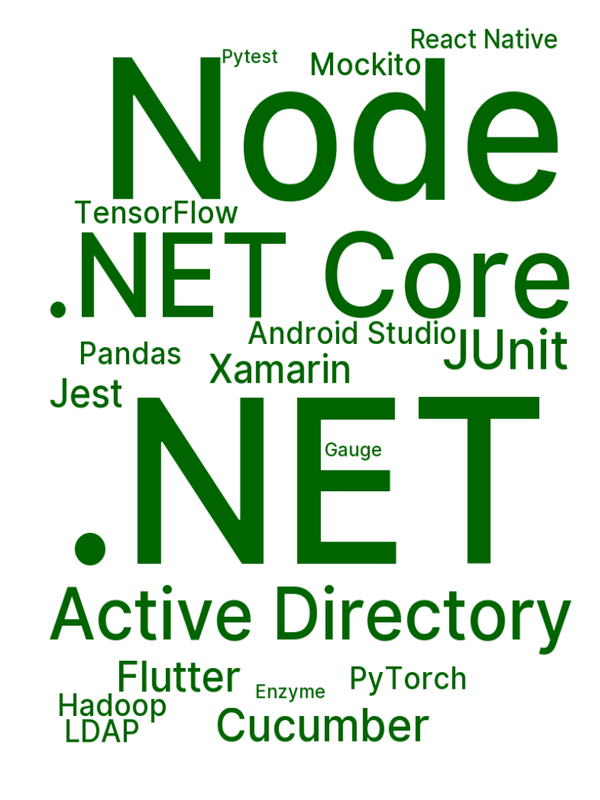 React Native
Pytest
Mockito
Node
TensorFlow
.NET Core
Android Studio
JUnit
Pandas
Xamarin
Jest
.NET
Gauge
Active Directory
Flutter
PyTorch
Enzyme
Hadoop
Cucumber
LDAP